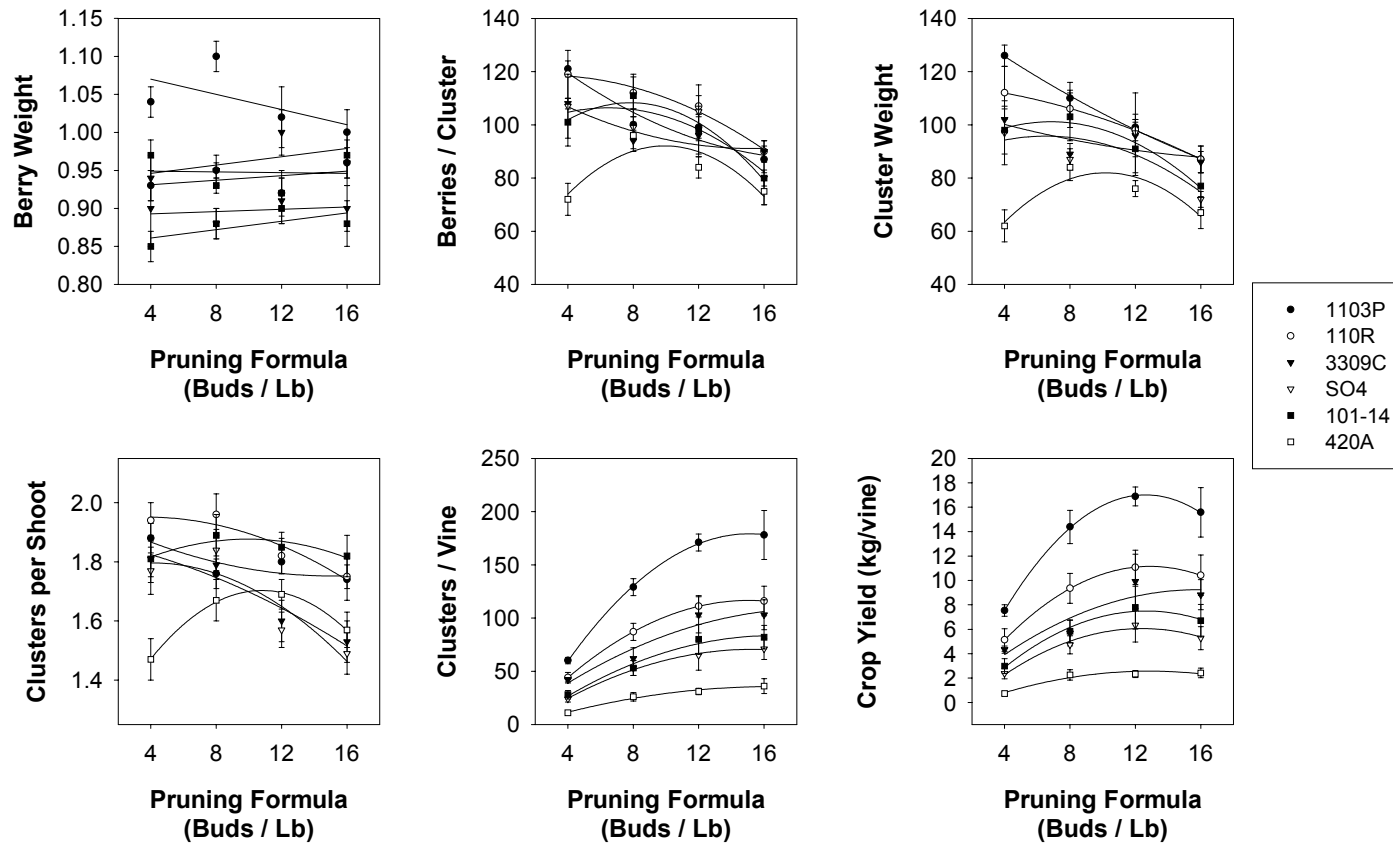 Berry Weight
1.15
1.10
1.05
1.00
0.95
0.90
0.85
0.80
4 8 12 16
Pruning Formula
(Buds / Lb)
Berries / Cluster
140
120
100
80
60
40
4 8 12 16
Pruning Formula
(Buds / Lb)
Cluster Weight
140
120
100
80
60
40
4 8 12 16
Pruning Formula
(Buds / Lb)
1103P
110R
3309C
SO4
101-14
420A
Clusters per Shoot
2.0
1.8
1.6
1.4
4 8 12 16
Pruning Formula
(Buds / Lb)
Clusters / Vine
250
200
150
100
50
0
4 8 12 16
Pruning Formula
(Buds / Lb)
Crop Yield (kg/vine)
20
18
16
14
12
10
8
6
4
2
0
4 8 12 16
Pruning Formula
(Buds / Lb)